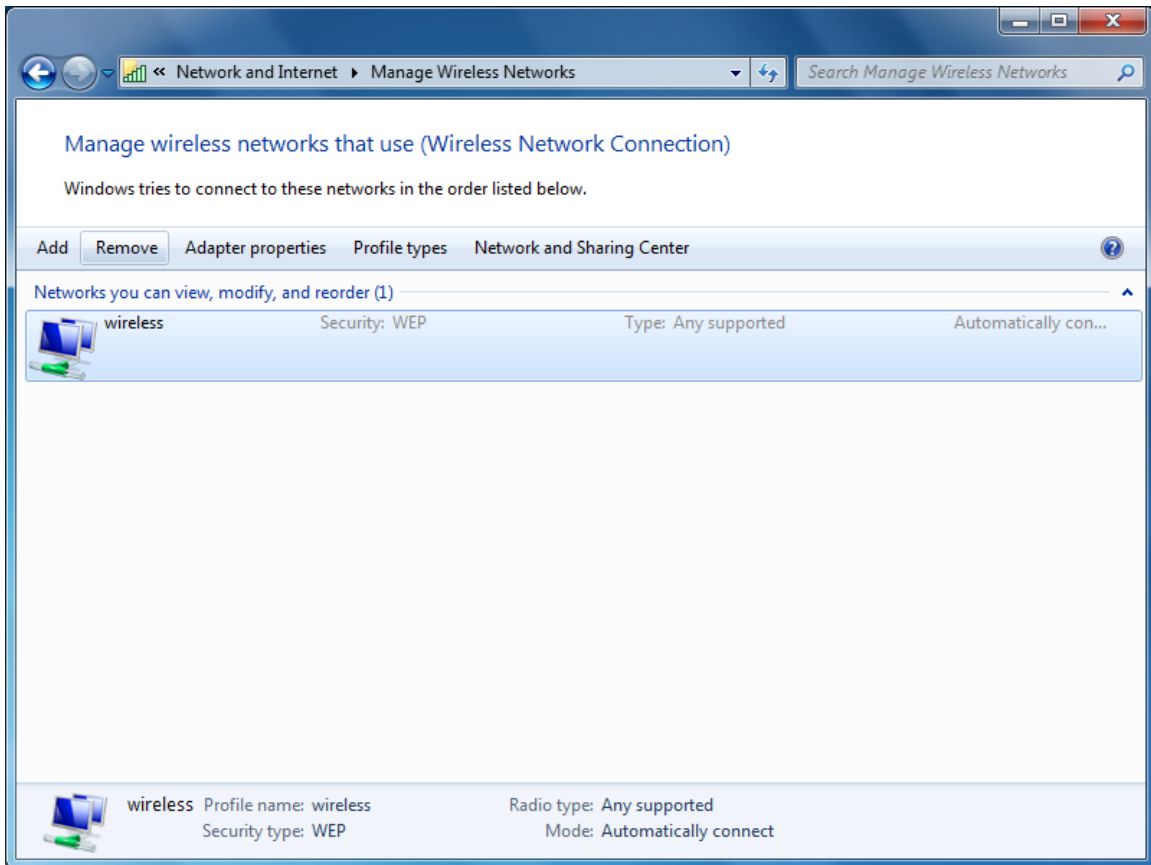 « Network and Internet ▸ Manage Wireless Networks
Search Manage Wireless Networks
Manage wireless networks that use (Wireless Network Connection)
Windows tries to connect to these networks in the order listed below.
Add Remove Adapter properties Profile types Network and Sharing Center
Networks you can view, modify, and reorder (1)
wireless Security: WEP Type: Any supported Automatically con...
wireless Profile name: wireless Radio type: Any supported
Security type: WEP Mode: Automatically connect